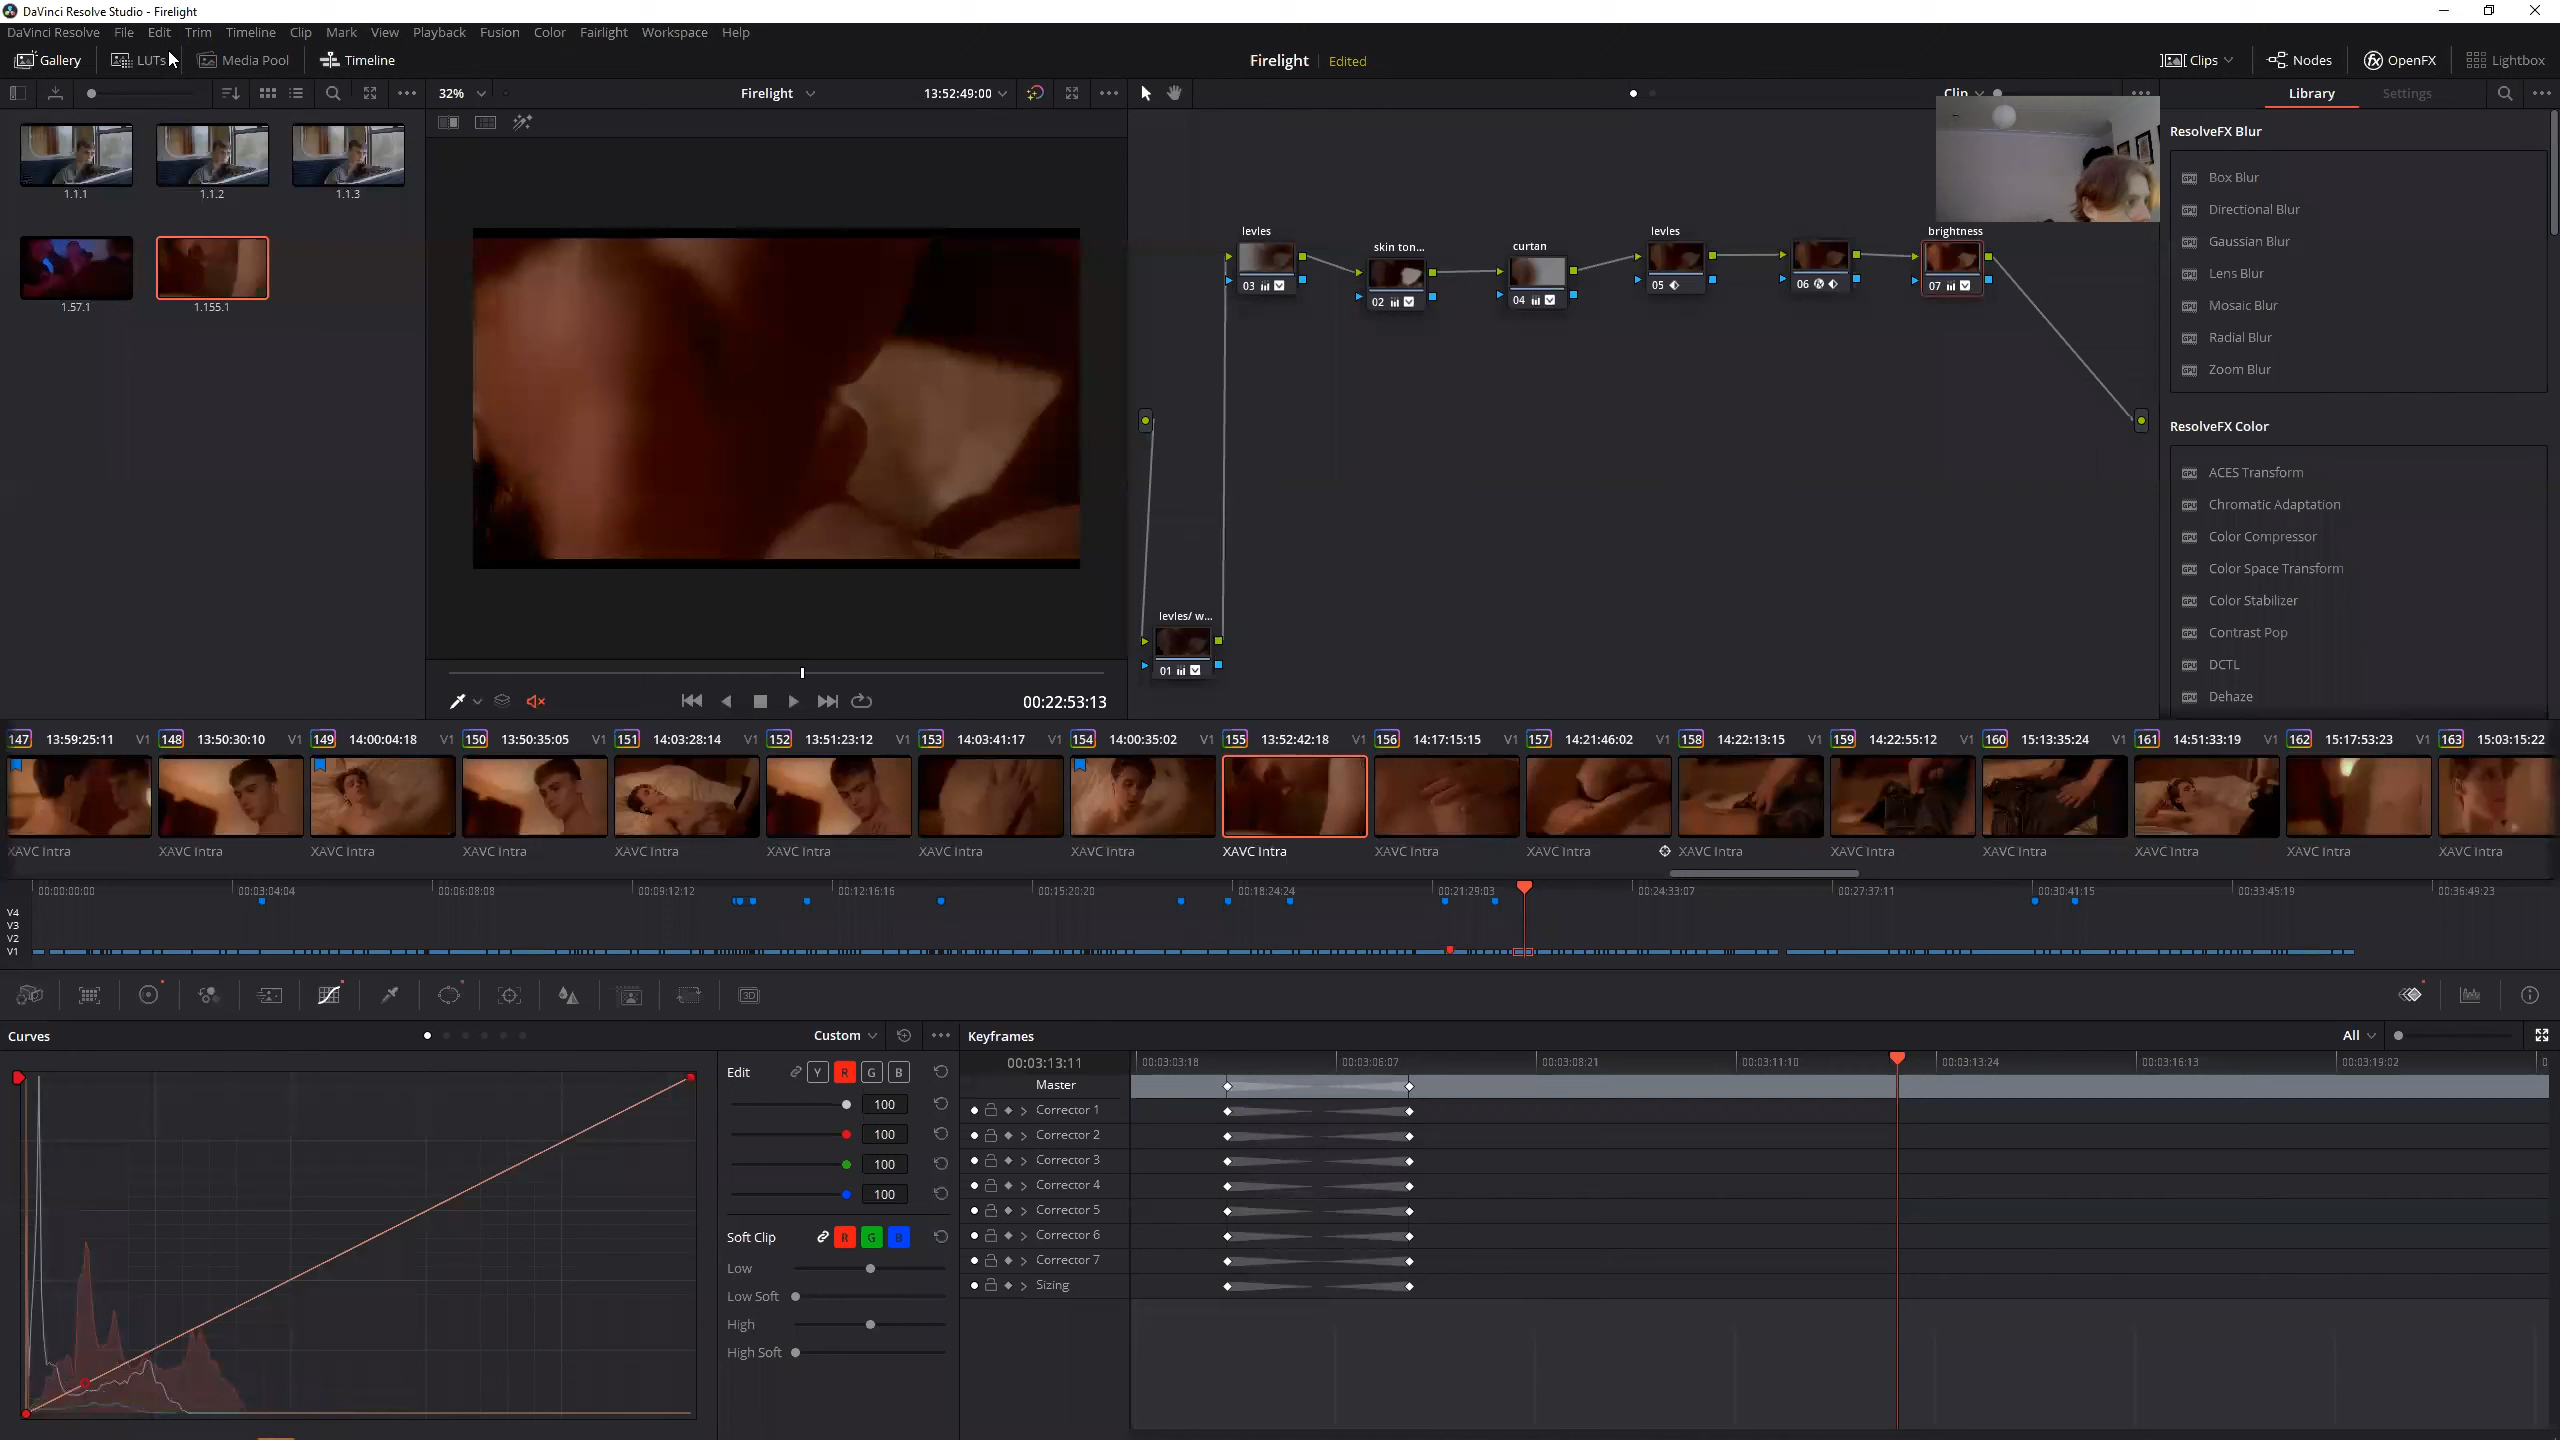 DaVinci Resolve Studio - Firelight
DaVinci Resolve File Edit Trim Timeline Clip Mark View Playback Fusion Color Fairlight Workspace Help
Gallery LUTs Media Pool Timeline Firelight Edited Clips Nodes OpenFX Lightbox
32% Firelight 13:52:49:00 Clip Library Settings
1.1.1 1.1.2 1.1.3
1.57.1 1.155.1
levles
03
skin ton...
02
curtan
04
levles
05
06
brightness
07
levles/ w...
01
ResolveFX Blur
Box Blur
Directional Blur
Gaussian Blur
Lens Blur
Mosaic Blur
Radial Blur
Zoom Blur
ResolveFX Color
ACES Transform
Chromatic Adaptation
Color Compressor
Color Space Transform
Color Stabilizer
Contrast Pop
DCTL
Dehaze
00:22:53:13
147 13:59:25:11 V1 148 13:50:30:10 V1 149 14:00:04:18 V1 150 13:50:35:05 V1 151 14:03:28:14 V1 152 13:51:23:12 V1 153 14:03:41:17 V1 154 14:00:35:02 V1 155 13:52:42:18 V1 156 14:17:15:15 V1 157 14:21:46:02 V1 158 14:22:13:15 V1 159 14:22:55:12 V1 160 15:13:35:24 V1 161 14:51:33:19 V1 162 15:17:53:23 V1 163 15:03:15:22
XAVC Intra XAVC Intra XAVC Intra XAVC Intra XAVC Intra XAVC Intra XAVC Intra XAVC Intra XAVC Intra XAVC Intra XAVC Intra XAVC Intra XAVC Intra XAVC Intra XAVC Intra XAVC Intra XAVC Intra
00:00:00:00 00:03:04:04 00:06:08:08 00:09:12:12 00:12:16:16 00:15:20:20 00:18:24:24 00:21:29:03 00:24:33:07 00:27:37:11 00:30:41:15 00:33:45:19 00:36:49:23
V4
V3
V2
V1
3D
Curves Custom Keyframes All
Edit Y R G B
100
100
100
100
Soft Clip R G B
Low
Low Soft
High
High Soft
00:03:13:11 00:03:03:18 00:03:06:07 00:03:08:21 00:03:11:10 00:03:13:24 00:03:16:13 00:03:19:02
Master
Corrector 1
Corrector 2
Corrector 3
Corrector 4
Corrector 5
Corrector 6
Corrector 7
Sizing